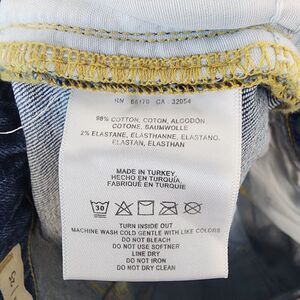 RN 66170 CA 32054
98% COTTON, COTON, ALGODON
COTONE, BAUMWOLLE
2% ELASTANE, ELASTHANNE, ELASTANO,
ELASTAN, ELASTHAN
MADE IN TURKEY,
HECHO EN TURQUÍA,
FABRIQUÉ EN TURQUIE
30
TURN INSIDE OUT
MACHINE WASH COLD GENTLE WITH LIKE COLORS
DO NOT BLEACH
DO NOT USE SOFTNER
LINE DRY
DO NOT IRON
DO NOT DRY CLEAN